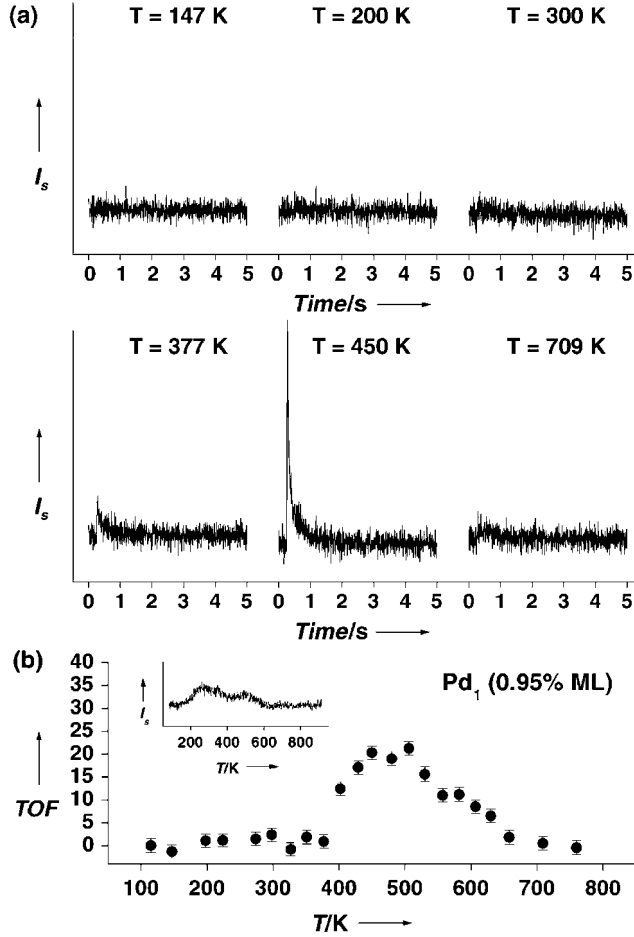 (a) T = 147 K T = 200 K T = 300 K
I_s
0 1 2 3 4 5 0 1 2 3 4 5 0 1 2 3 4 5
Time/s
T = 377 K T = 450 K T = 709 K
I_s
0 1 2 3 4 5 0 1 2 3 4 5 0 1 2 3 4 5
Time/s
(b)
Pd_1 (0.95% ML)
40
35
30
25
20
15
10
5
0
TOF
I_s
200 400 600 800
T/K
100 200 300 400 500 600 700 800
T/K